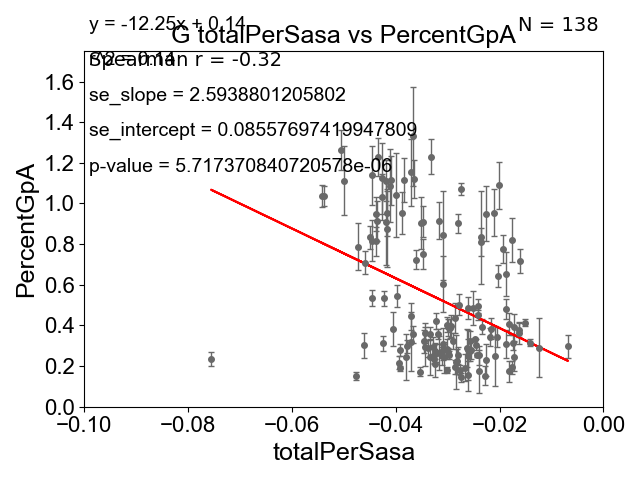 y = -12.25x + 0.14
N = 138
G totalPerSasa vs PercentGpA
Spearman r = -0.32
se_slope = 2.5938801205802
se_intercept = 0.08557697419947809
p-value = 5.717370840720578e-06
PercentGpA
1.6
1.4
1.2
1.0
0.8
0.6
0.4
0.2
0.0
−0.10
−0.08
−0.06
−0.04
−0.02
0.00
totalPerSasa